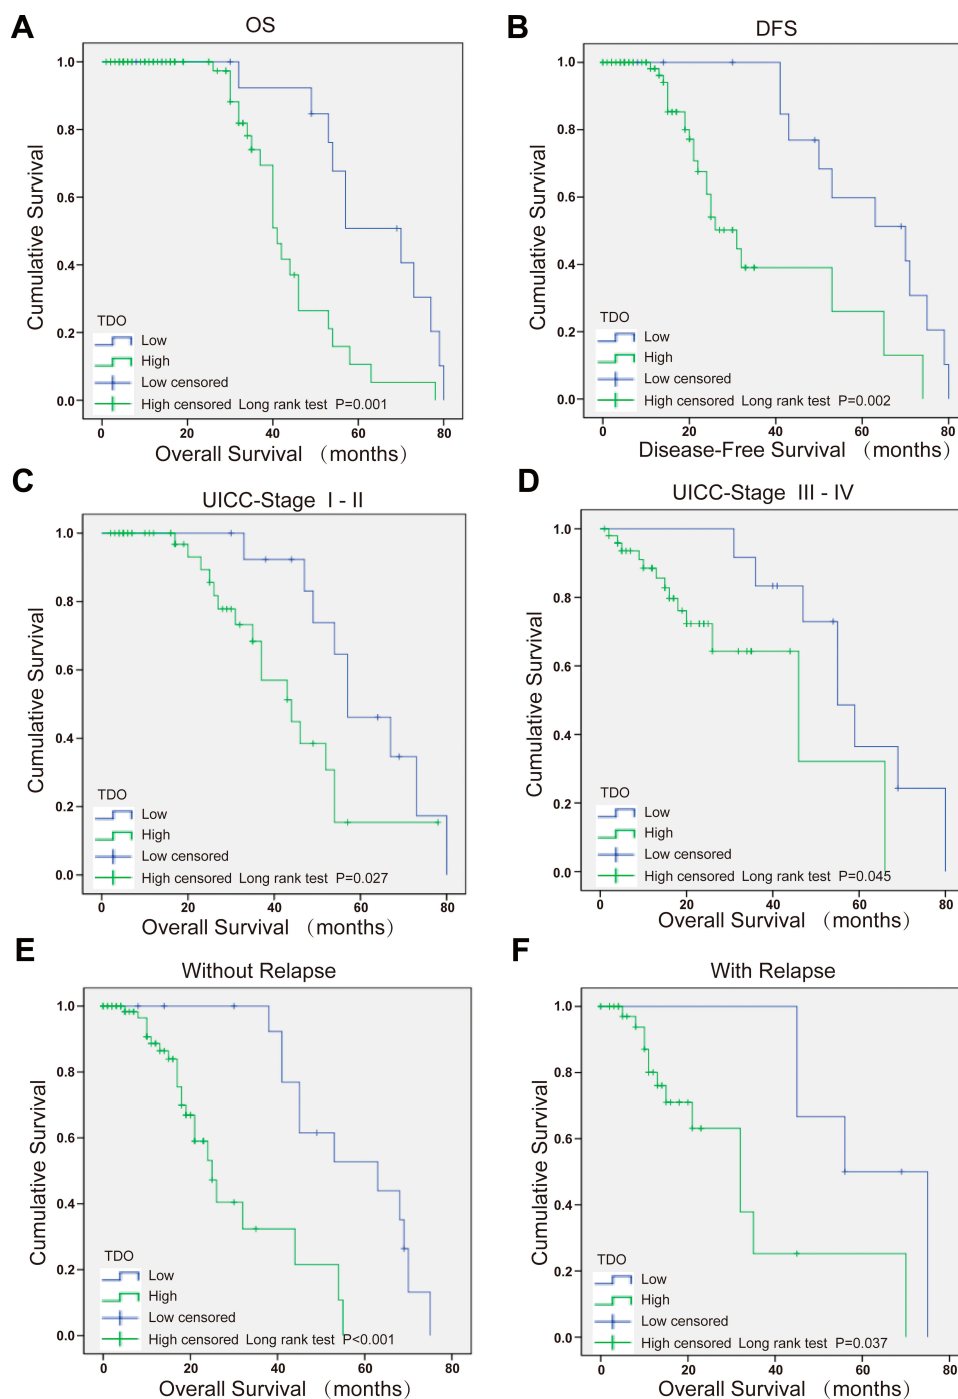 A
OS
1.0
0.8
0.6
0.4
0.2
0.0
Cumulative Survival
TDO
Low
High
Low censored
High censored Long rank test P=0.001
0 20 40 60 80
Overall Survival （months）
B
DFS
1.0
0.8
0.6
0.4
0.2
0.0
Cumulative Survival
TDO
Low
High
Low censored
High censored Long rank test P=0.002
0 20 40 60 80
Disease-Free Survival （months）
C
UICC-Stage I - II
1.0
0.8
0.6
0.4
0.2
0.0
Cumulative Survival
TDO
Low
High
Low censored
High censored Long rank test P=0.027
0 20 40 60 80
Overall Survival （months）
D
UICC-Stage III - IV
1.0
0.8
0.6
0.4
0.2
0.0
Cumulative Survival
TDO
Low
High
Low censored
High censored Long rank test P=0.045
0 20 40 60 80
Overall Survival （months）
E
Without Relapse
1.0
0.8
0.6
0.4
0.2
0.0
Cumulative Survival
TDO
Low
High
Low censored
High censored Long rank test P<0.001
0 20 40 60 80
Overall Survival （months）
F
With Relapse
1.0
0.8
0.6
0.4
0.2
0.0
Cumulative Survival
TDO
Low
High
Low censored
High censored Long rank test P=0.037
0 20 40 60 80
Overall Survival （months）